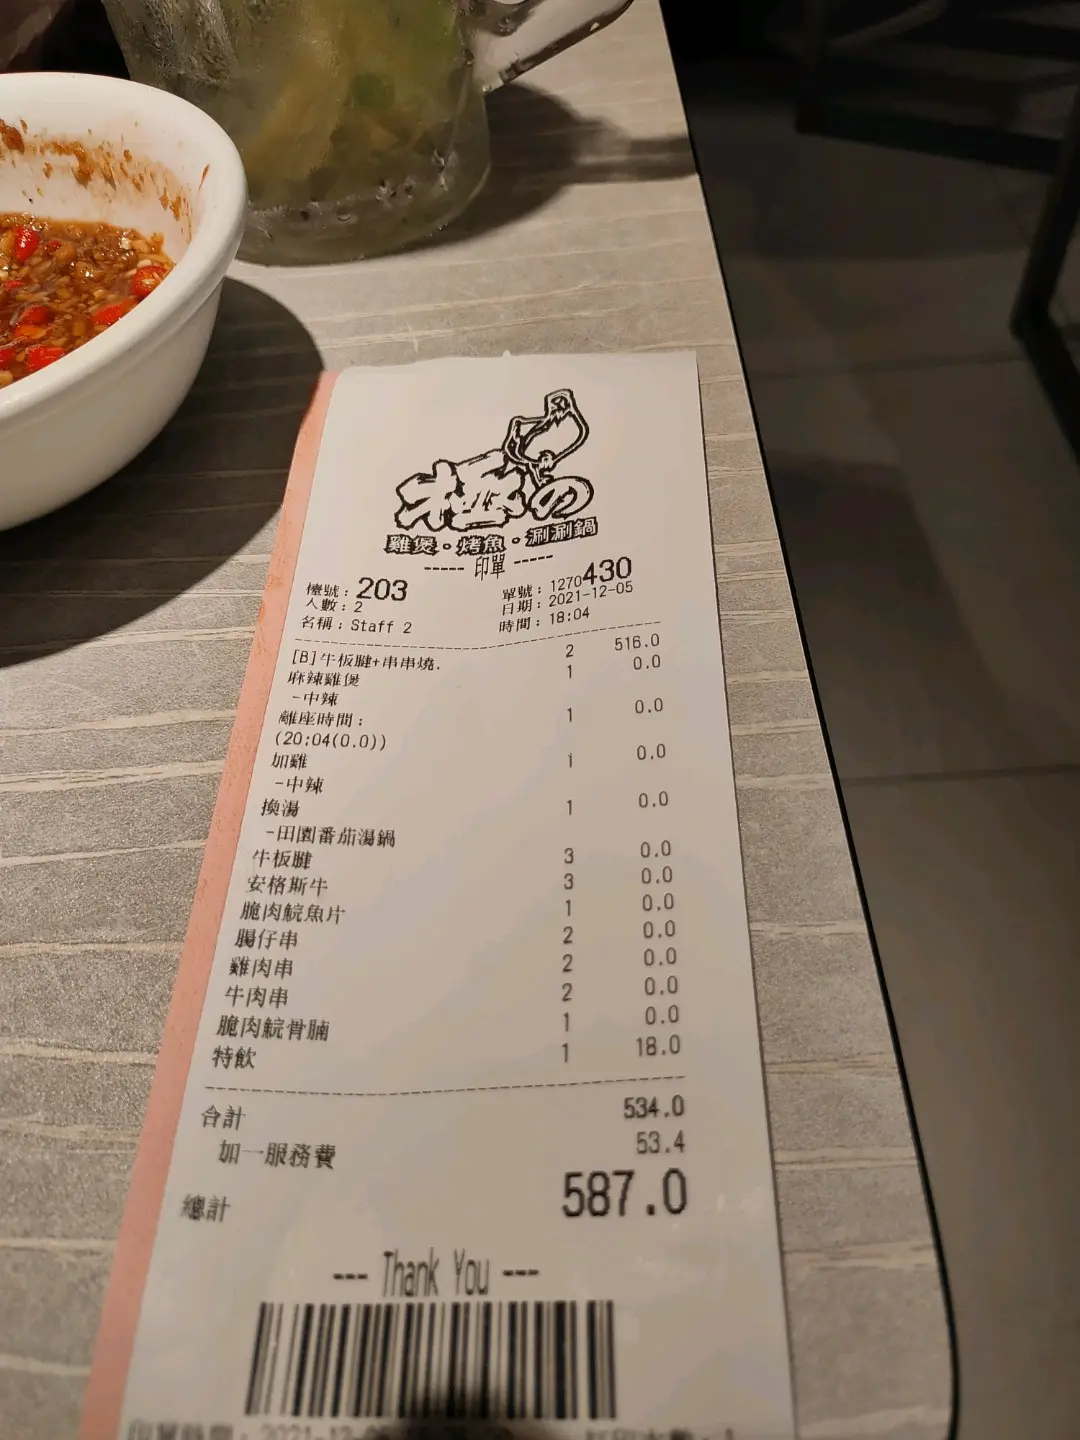 極の
雞煲·烤魚·涮涮鍋
----- 印單 -----
檯號：203 單號：1270430
人數：2 日期：2021-12-05
名稱：Staff 2 時間：18:04
[B]牛板腱+串串燒. 2 516.0
麻辣雞煲 1 0.0
-中辣
離座時間： 1 0.0
(20:04(0.0))
加雞 1 0.0
-中辣
換湯 1 0.0
-田園番茄湯鍋
牛板腱 3 0.0
安格斯牛 3 0.0
脆肉鯇魚片 1 0.0
腸仔串 2 0.0
雞肉串 2 0.0
牛肉串 2 0.0
脆肉鯇骨腩 1 0.0
特飲 1 18.0
合計 534.0
加一服務費 53.4
總計 587.0
--- Thank You ---